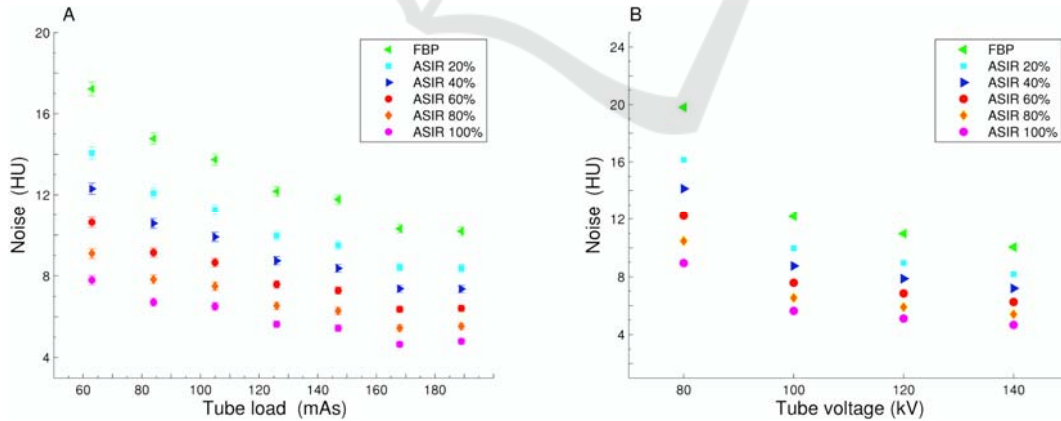 A
20
16
12
8
4
60
80
100
120
140
160
180
Noise (HU)
Tube load (mAs)
FBP
ASIR 20%
ASIR 40%
ASIR 60%
ASIR 80%
ASIR 100%
B
24
20
16
12
8
4
80
100
120
140
Noise (HU)
Tube voltage (kV)
FBP
ASIR 20%
ASIR 40%
ASIR 60%
ASIR 80%
ASIR 100%